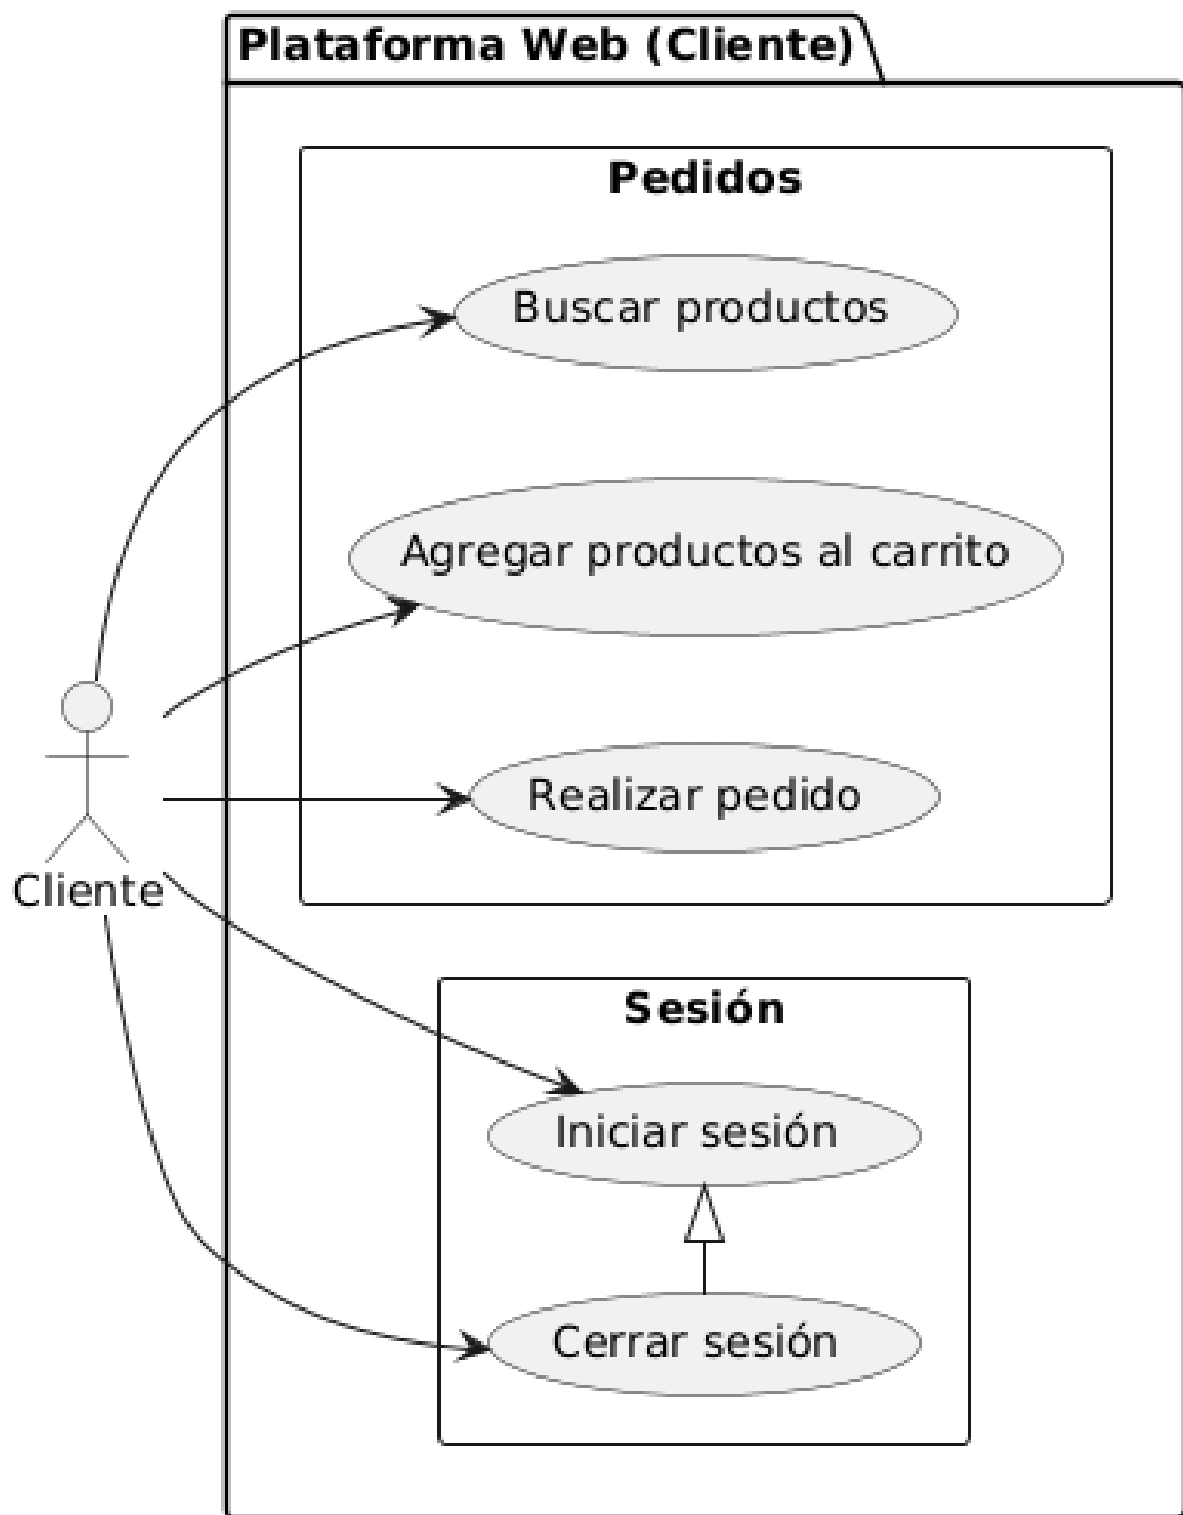 Plataforma Web (Cliente)
Pedidos
Buscar productos
Agregar productos al carrito
Realizar pedido
Cliente
Sesión
Iniciar sesión
Cerrar sesión